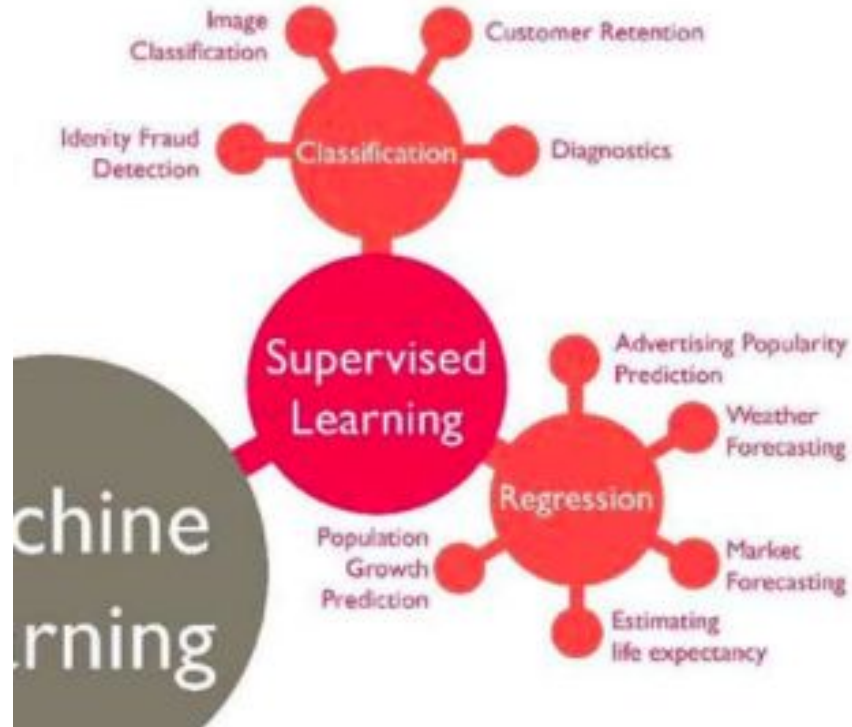 Image
Classification
Customer Retention
Idenity Fraud
Detection
Classification
Diagnostics
Supervised
Learning
Advertising Popularity
Prediction
Weather
Forecasting
Regression
Population
Growth
Prediction
Market
Forecasting
Estimating
life expectancy
chine
rning